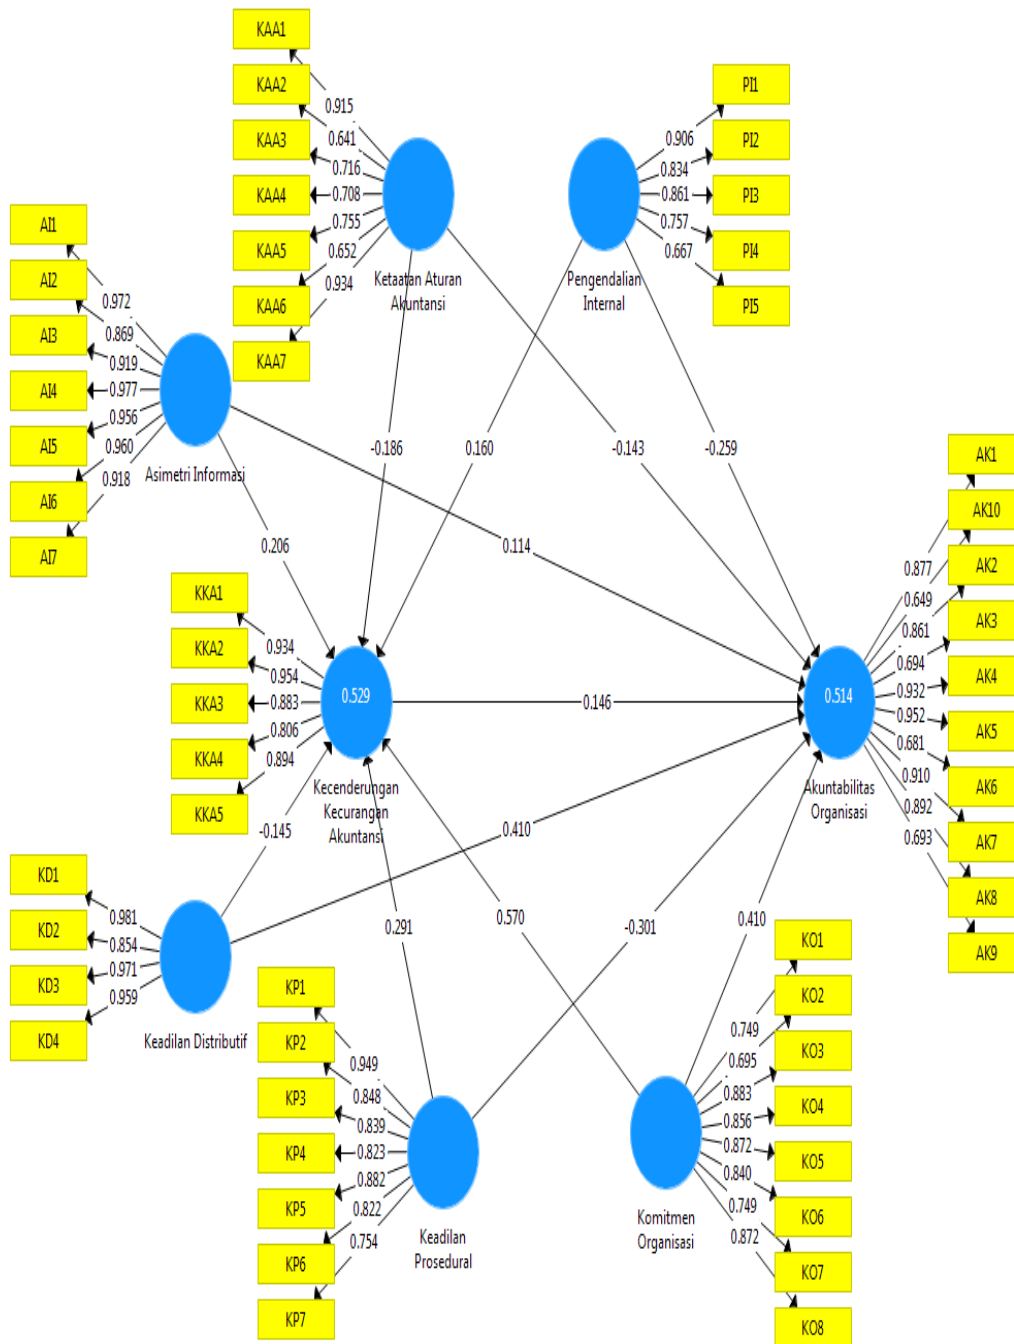 KAA1
KAA2
KAA3
KAA4
KAA5
KAA6
KAA7
0.915
0.641
0.716
0.708
0.755
0.652
0.934
Ketaatan Aturan
Akuntansi
PI1
PI2
PI3
PI4
PI5
0.906
0.834
0.861
0.757
0.667
Pengendalian
Internal
AI1
AI2
AI3
AI4
AI5
AI6
AI7
0.972
0.869
0.919
0.977
0.956
0.960
0.918
Asimetri Informasi
-0.186
0.160
-0.143
-0.259
0.206
0.114
KKA1
KKA2
KKA3
KKA4
KKA5
0.934
0.954
0.883
0.806
0.894
0.529
Kecenderungan
Kecurangan
Akuntansi
0.146
0.514
Akuntabilitas
Organisasi
AK1
AK10
AK2
AK3
AK4
AK5
AK6
AK7
AK8
AK9
0.877
0.649
0.861
0.694
0.932
0.952
0.681
0.910
0.892
0.693
-0.145
0.410
0.291
0.570
-0.301
0.410
KD1
KD2
KD3
KD4
0.981
0.854
0.971
0.959
Keadilan Distributif
KP1
KP2
KP3
KP4
KP5
KP6
KP7
0.949
0.848
0.839
0.823
0.882
0.822
0.754
Keadilan
Prosedural
KO1
KO2
KO3
KO4
KO5
KO6
KO7
KO8
0.749
0.695
0.883
0.856
0.872
0.840
0.749
0.872
Komitmen
Organisasi